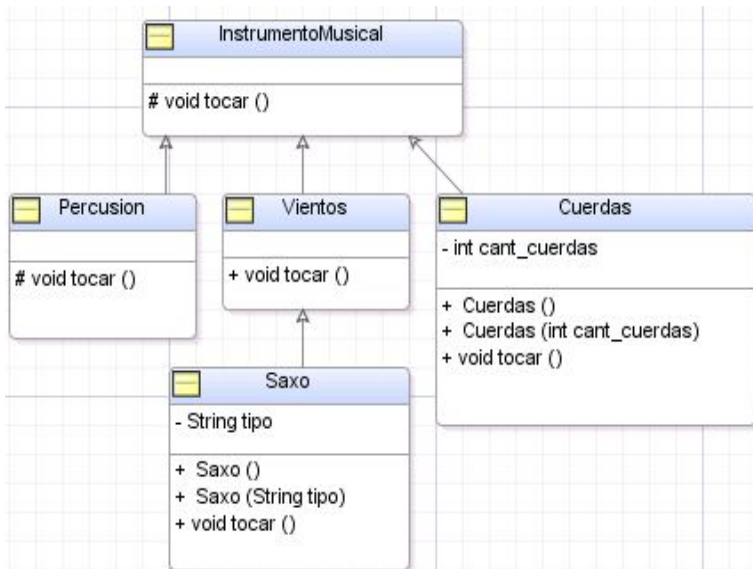 InstrumentoMusical
# void tocar ()
Percusion
# void tocar ()
Vientos
+ void tocar ()
Cuerdas
- int cant_cuerdas
+ Cuerdas ()
+ Cuerdas (int cant_cuerdas)
+ void tocar ()
Saxo
- String tipo
+ Saxo ()
+ Saxo (String tipo)
+ void tocar ()